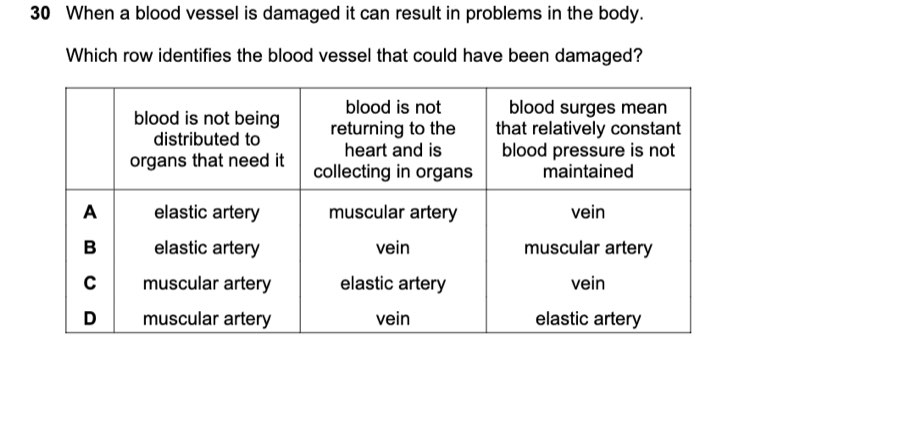 30 When a blood vessel is damaged it can result in problems in the body.
Which row identifies the blood vessel that could have been damaged?
blood is not being distributed to organs that need it | blood is not returning to the heart and is collecting in organs | blood surges mean that relatively constant blood pressure is not maintained
A elastic artery muscular artery vein
B elastic artery vein muscular artery
C muscular artery elastic artery vein
D muscular artery vein elastic artery